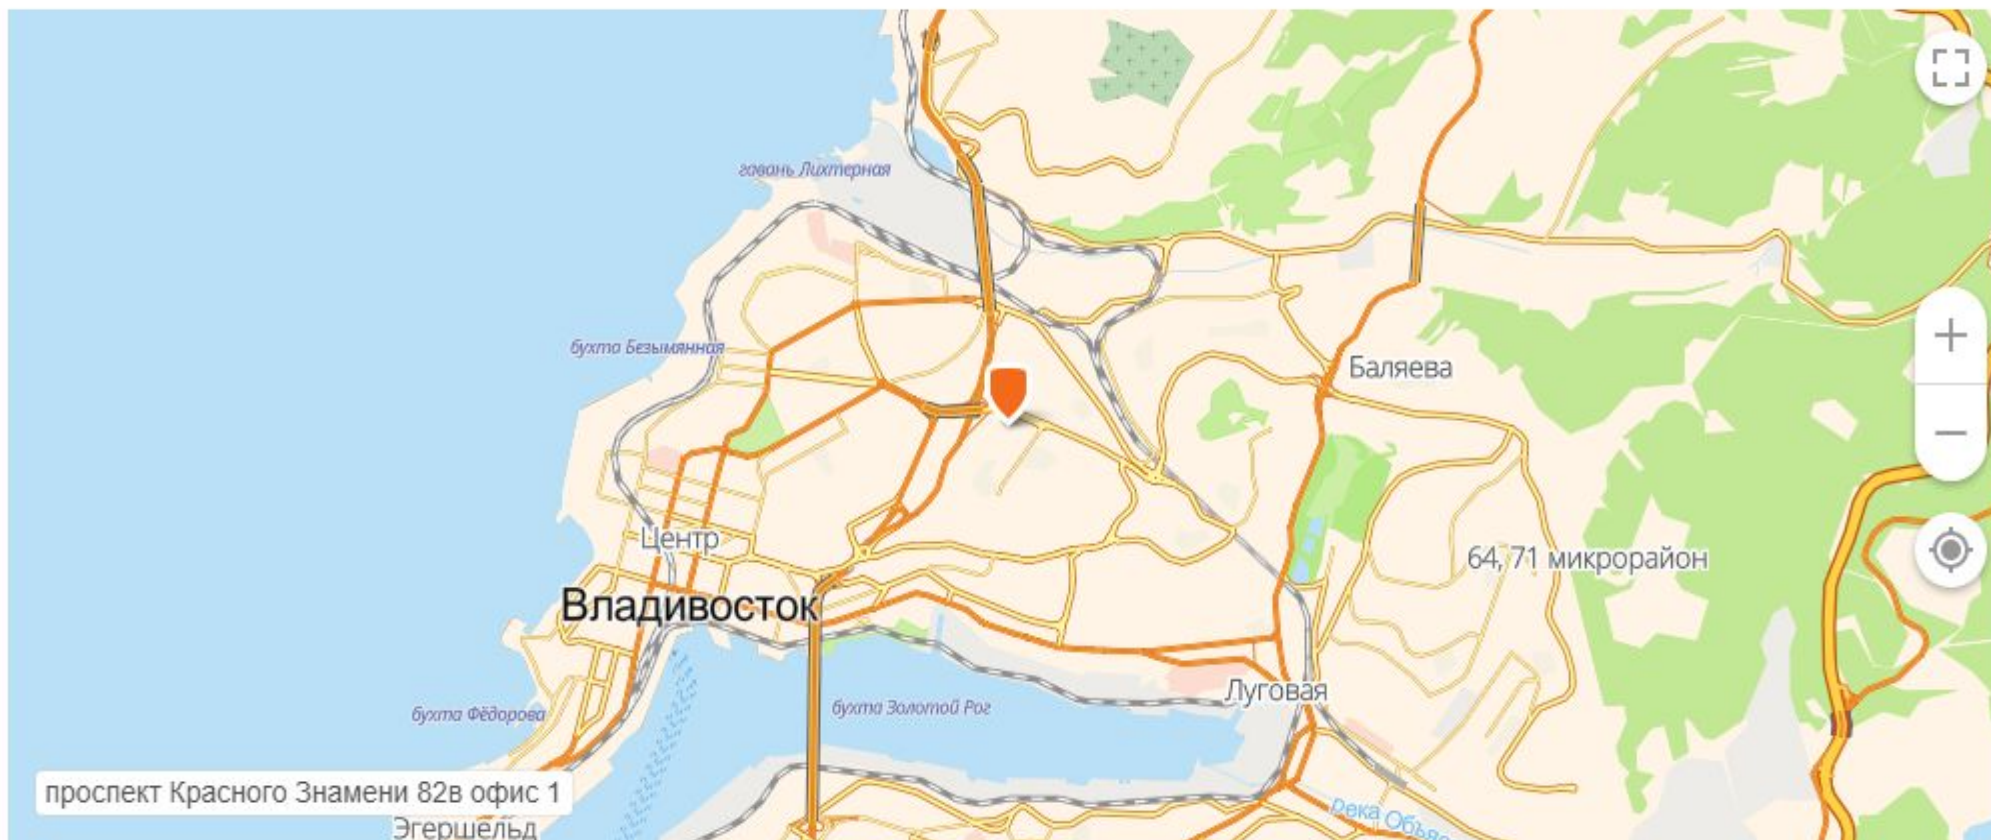 гавань Лихтерная
бухта Безымянная
Баляева
Центр
64, 71 микрорайон
Владивосток
Луговая
бухта Фёдорова
бухта Золотой Рог
проспект Красного Знамени 82в офис 1
река Объяс
Эгершельд